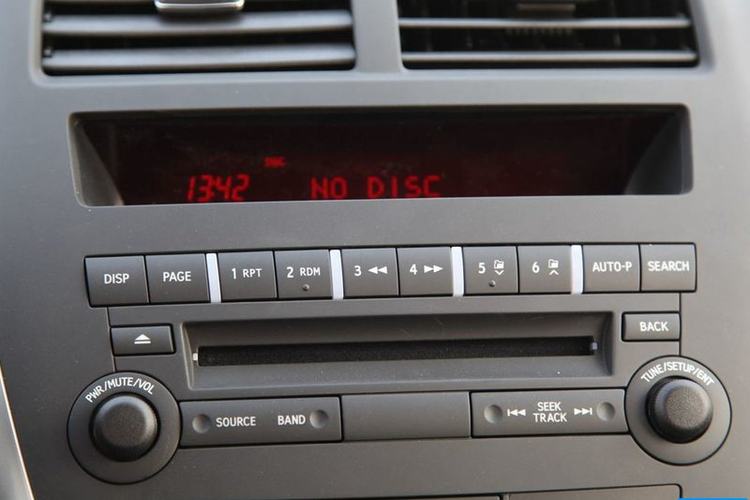 13:42 NO DISC
DISP PAGE 1 RPT 2 RDM 3 ◀◀ 4 ▶▶ 5 6 AUTO-P SEARCH
BACK
PWR/MUTE/VOL
TUNE/SETUP/ENT
SOURCE BAND
SEEK
TRACK